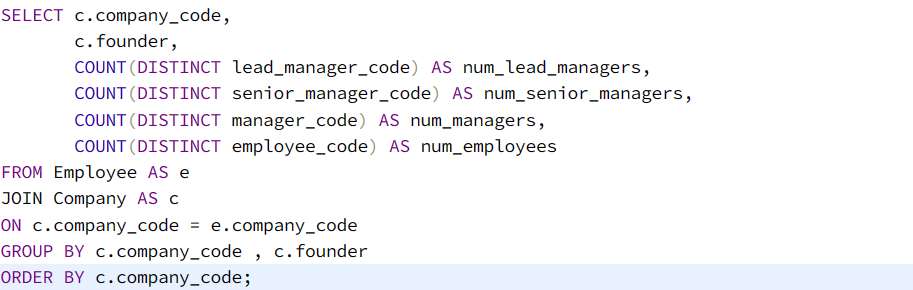 SELECT c.company_code,
c.founder,
COUNT(DISTINCT lead_manager_code) AS num_lead_managers,
COUNT(DISTINCT senior_manager_code) AS num_senior_managers,
COUNT(DISTINCT manager_code) AS num_managers,
COUNT(DISTINCT employee_code) AS num_employees
FROM Employee AS e
JOIN Company AS c
ON c.company_code = e.company_code
GROUP BY c.company_code , c.founder
ORDER BY c.company_code;